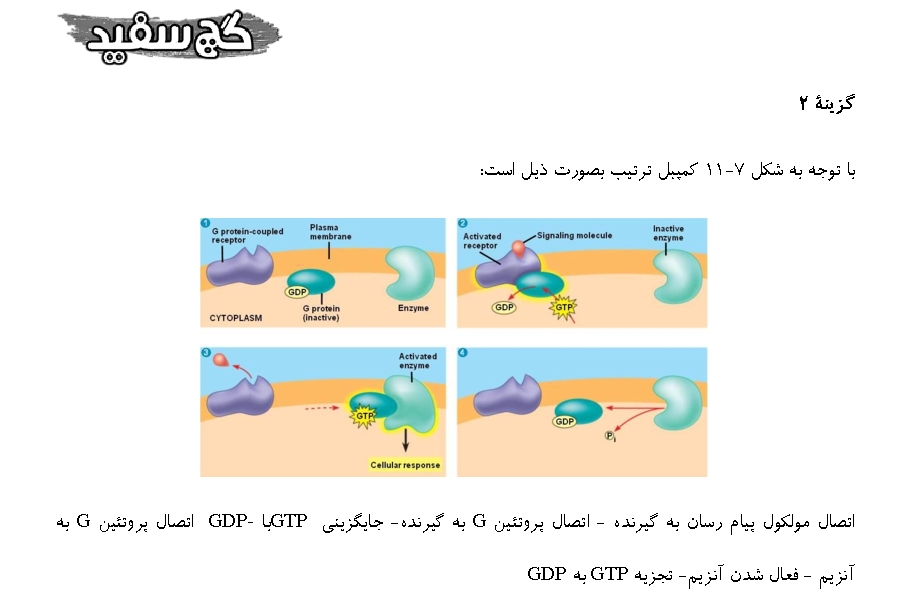 گچ سفید
گزینهٔ ۲
با توجه به شکل ۷-۱۱ کمپبل ترتیب بصورت ذیل است:
1
G protein-coupled
receptor
Plasma
membrane
GDP
G protein
(inactive)
Enzyme
CYTOPLASM
2
Activated
receptor
Signaling molecule
Inactive
enzyme
GDP
GTP
3
Activated
enzyme
GTP
Cellular response
4
GDP
Pi
اتصال مولکول پیام رسان به گیرنده - اتصال پروتئین G به گیرنده- جایگزینی GTPبا -GDP اتصال پروتئین G به
آنزیم - فعال شدن آنزیم- تجزیه GTP به GDP